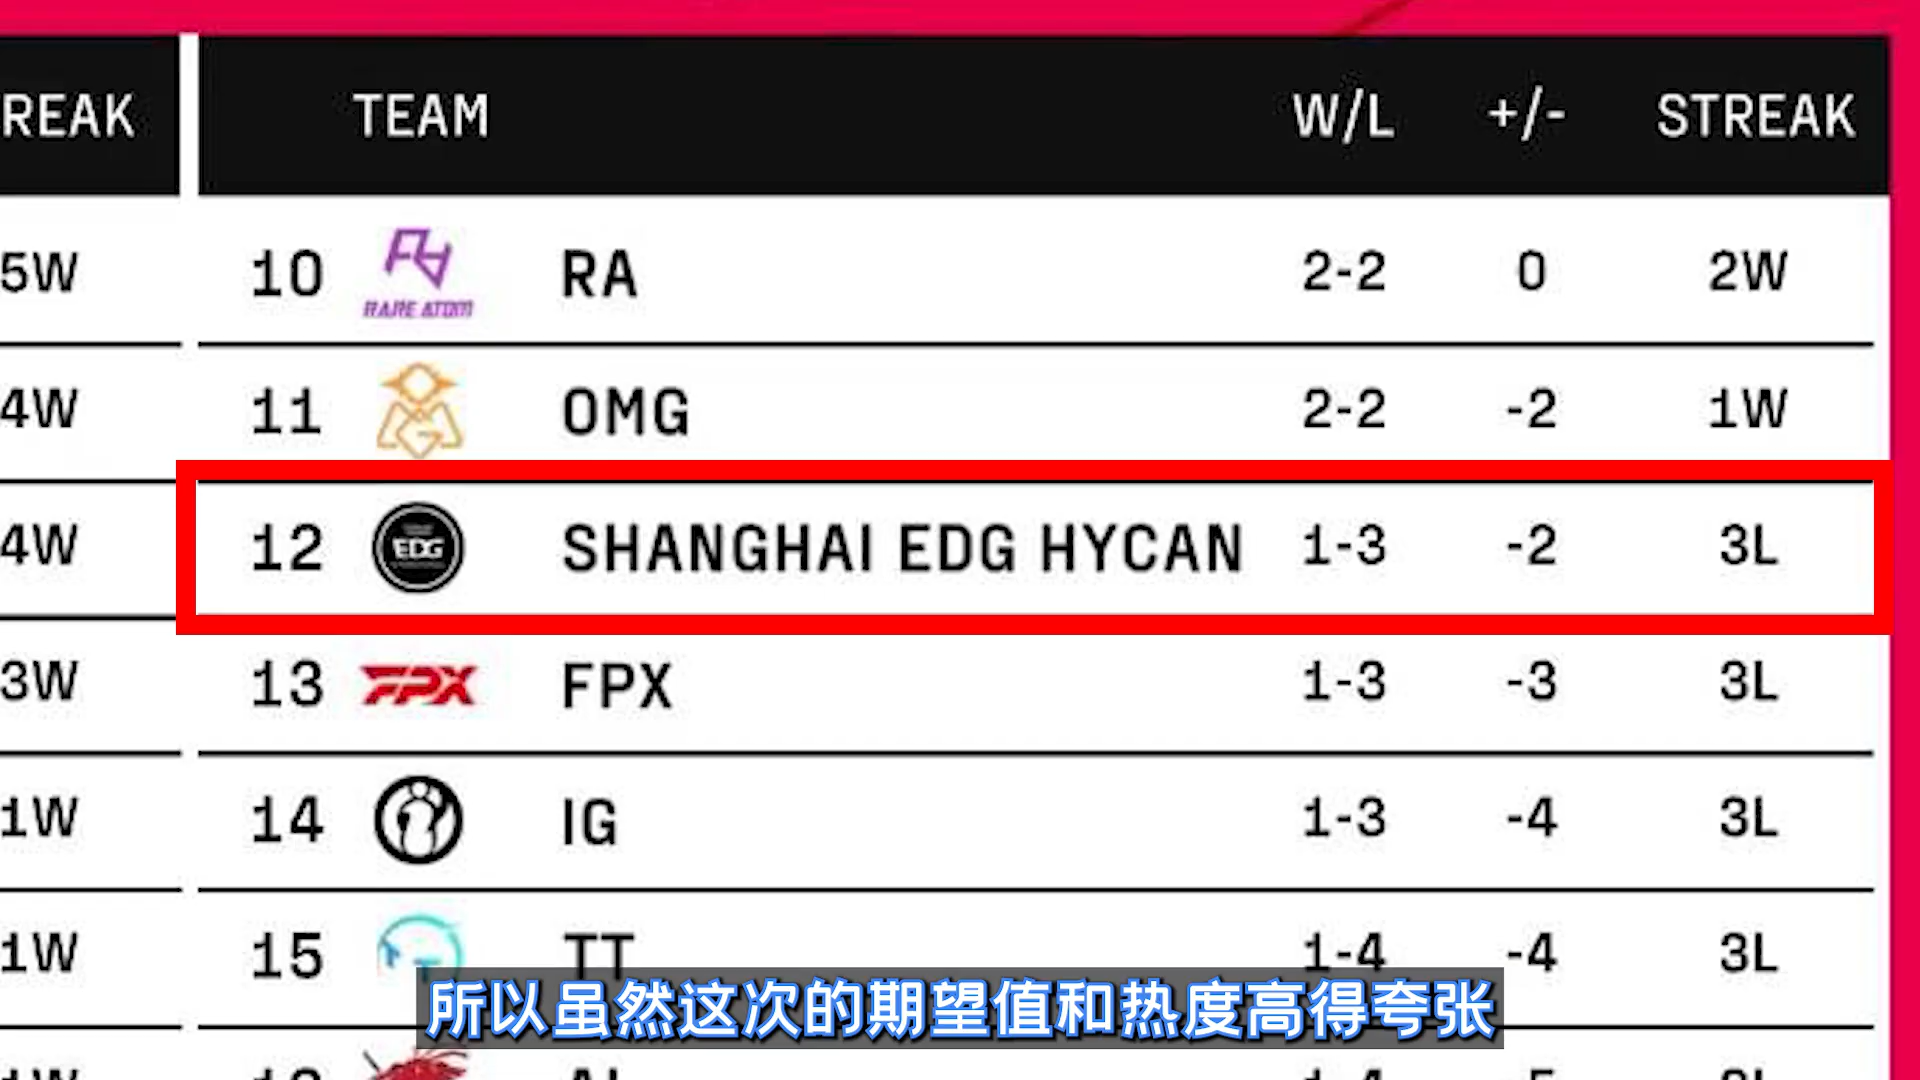 REAK TEAM W/L +/- STREAK
5W 10 RARE ATOM RA 2-2 0 2W
4W 11 OMG 2-2 -2 1W
4W 12 EDG SHANGHAI EDG HYCAN 1-3 -2 3L
3W 13 FPX FPX 1-3 -3 3L
1W 14 IG 1-3 -4 3L
1W 15 TT 1-4 -4 3L
所以虽然这次的期望值和热度高得夸张